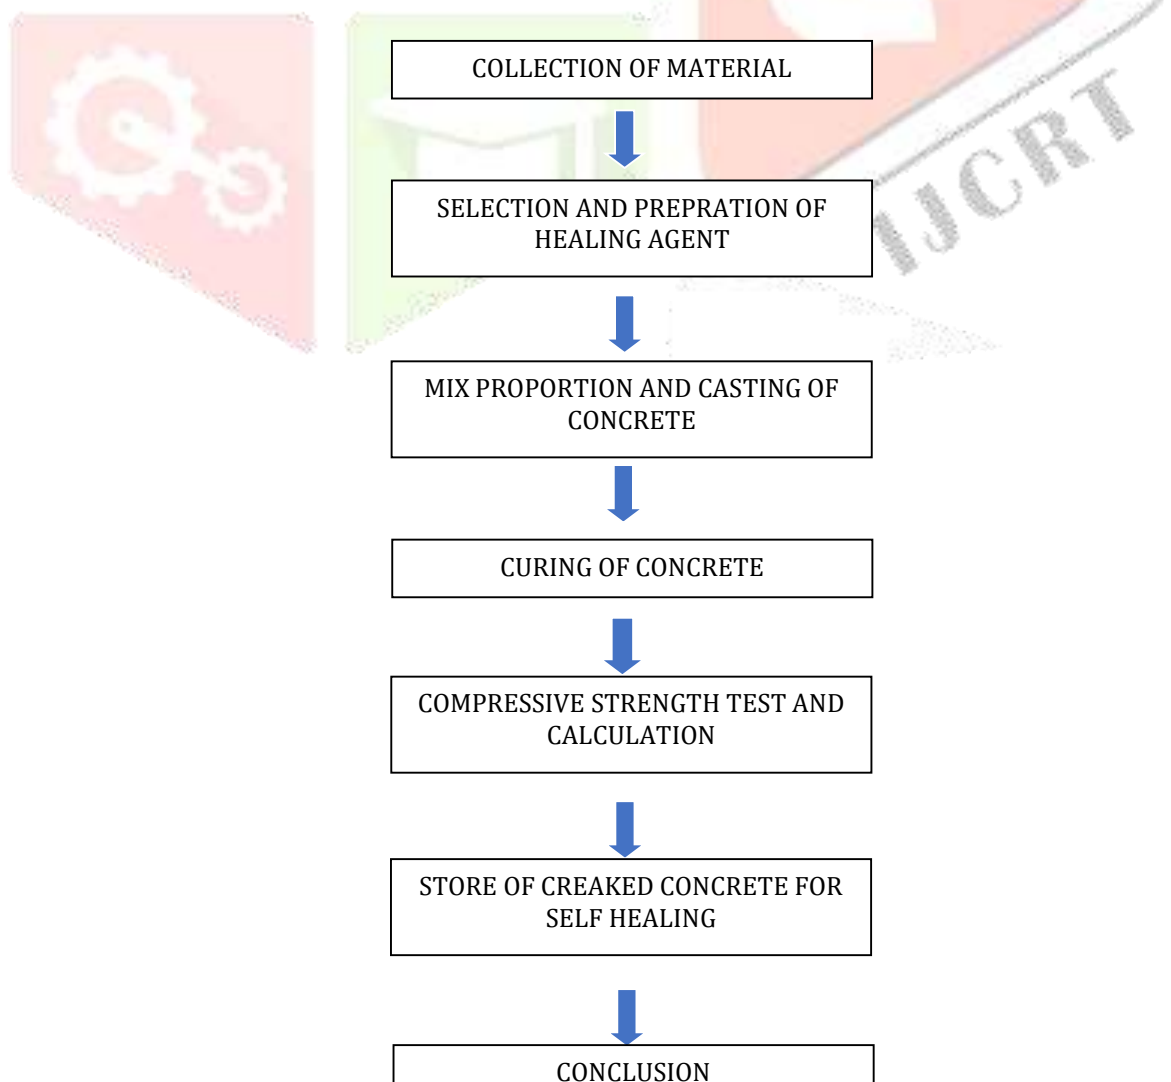 COLLECTION OF MATERIAL
IJCRT
SELECTION AND PREPRATION OF
HEALING AGENT
MIX PROPORTION AND CASTING OF
CONCRETE
CURING OF CONCRETE
COMPRESSIVE STRENGTH TEST AND
CALCULATION
STORE OF CREAKED CONCRETE FOR
SELF HEALING
CONCLUSION